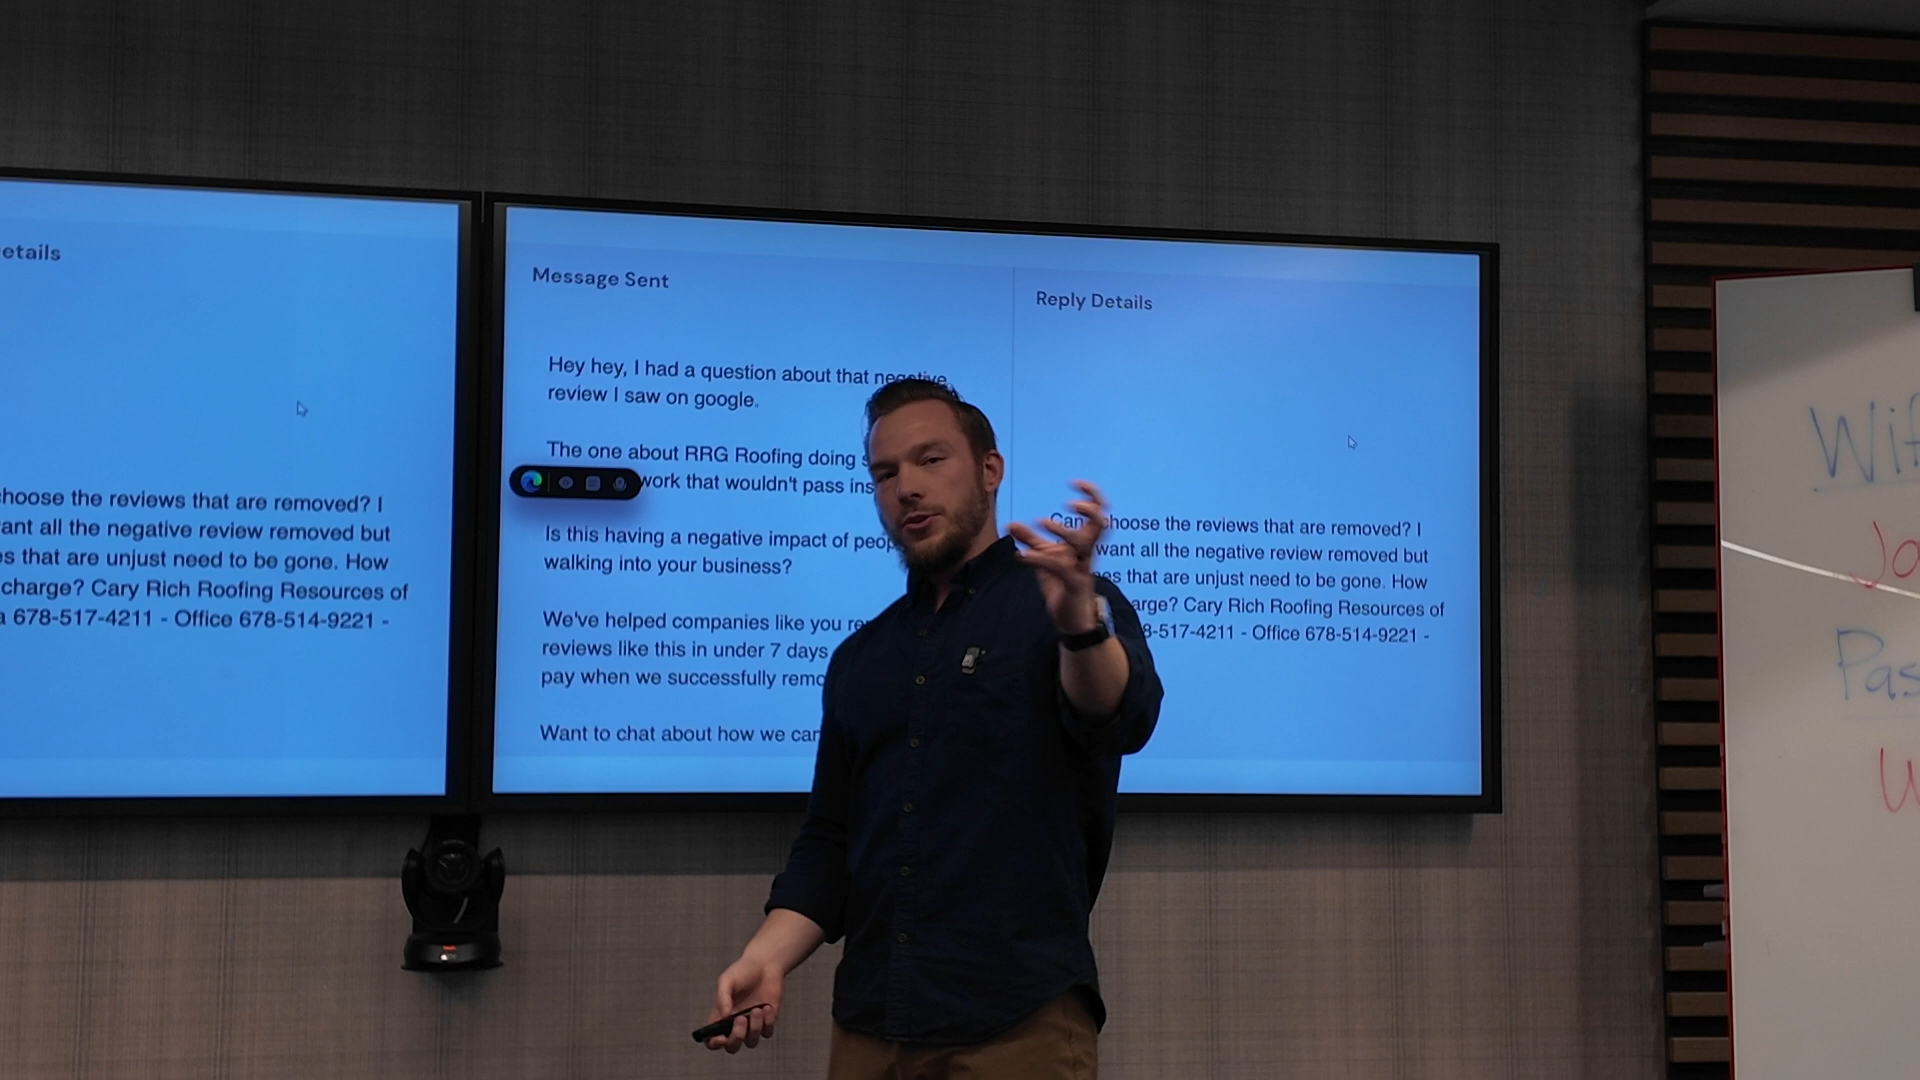 etails
choose the reviews that are removed? I
ant all the negative review removed but
s that are unjust need to be gone. How
charge? Cary Rich Roofing Resources of
a 678-517-4211 - Office 678-514-9221 -
Message Sent
Hey hey, I had a question about that negative
review I saw on google.
The one about RRG Roofing doing s
work that wouldn't pass ins
Is this having a negative impact of peop
walking into your business?
We've helped companies like you re
reviews like this in under 7 days
pay when we successfully remo
Want to chat about how we can
Reply Details
Can choose the reviews that are removed? I
want all the negative review removed but
es that are unjust need to be gone. How
arge? Cary Rich Roofing Resources of
8-517-4211 - Office 678-514-9221 -
Wif
Jo
Pas
W